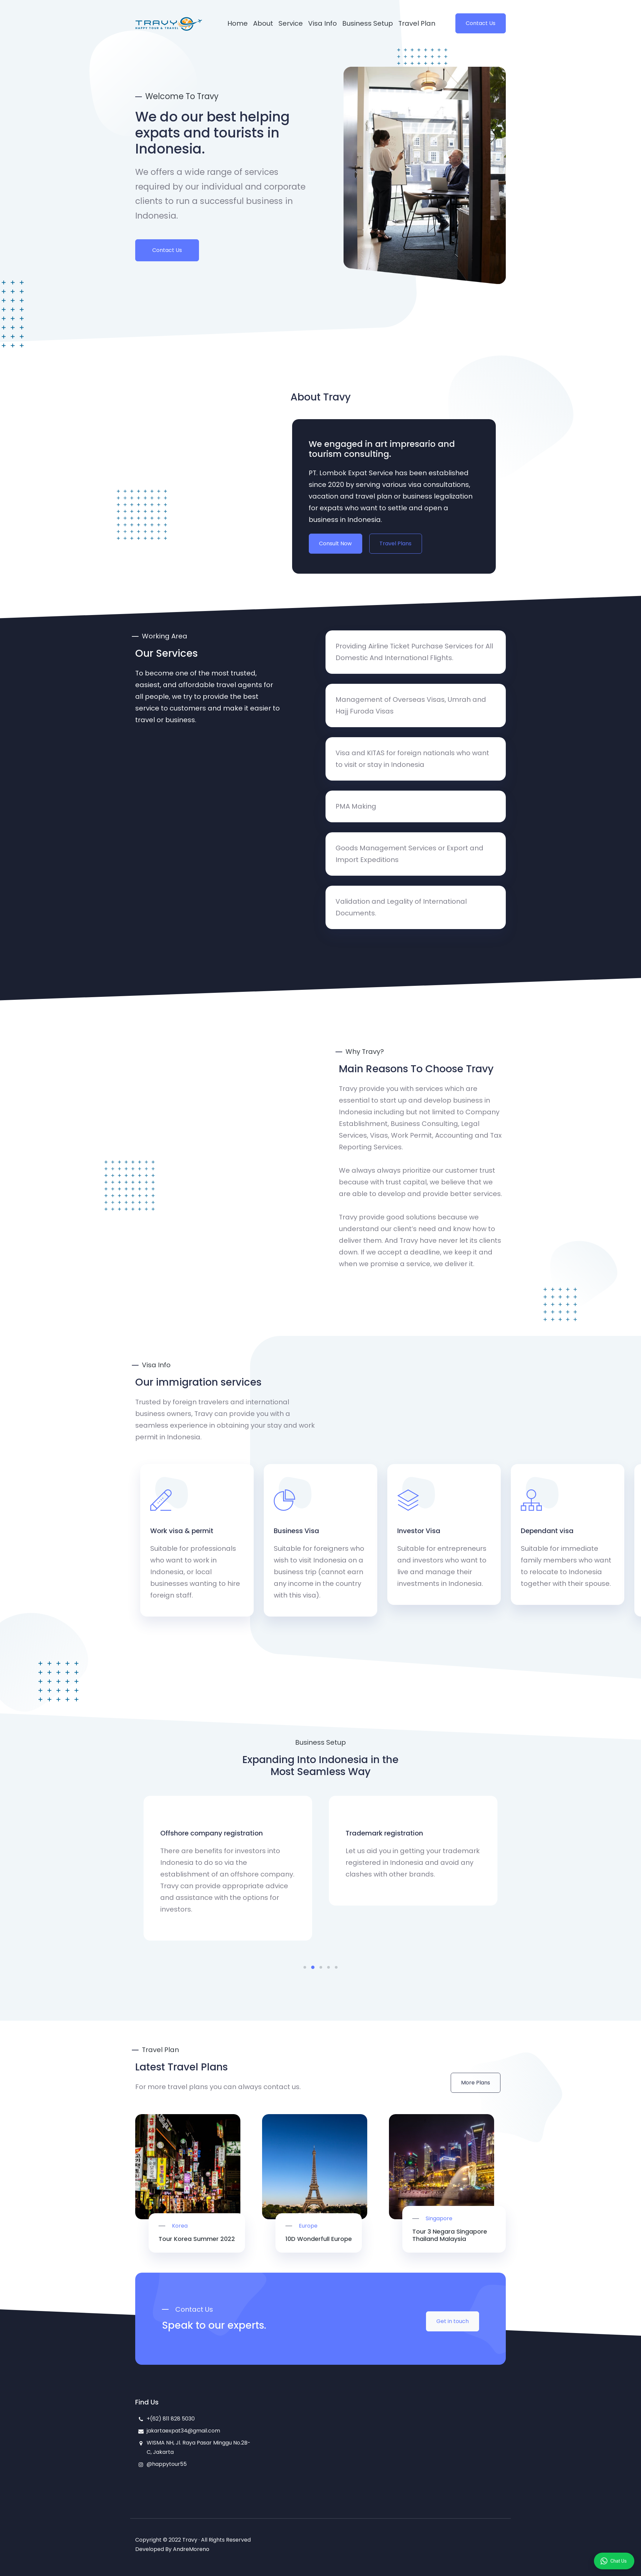 TRAVY
HAPPY TOUR & TRAVEL
Home
About
Service
Visa Info
Business Setup
Travel Plan
Contact Us
Welcome To Travy
We do our best helping
expats and tourists in
Indonesia.
We offers a wide range of services
required by our individual and corporate
clients to run a successful business in
Indonesia.
Contact Us
About Travy
We engaged in art impresario and
tourism consulting.
PT. Lombok Expat Service has been established
since 2020 by serving various visa consultations,
vacation and travel plan or business legalization
for expats who want to settle and open a
business in Indonesia.
Consult Now
Travel Plans
Working Area
Our Services
To become one of the most trusted,
easiest, and affordable travel agents for
all people, we try to provide the best
service to customers and make it easier to
travel or business.
Providing Airline Ticket Purchase Services for All
Domestic And International Flights.
Management of Overseas Visas, Umrah and
Hajj Furoda Visas
Visa and KITAS for foreign nationals who want
to visit or stay in Indonesia
PMA Making
Goods Management Services or Export and
Import Expeditions
Validation and Legality of International
Documents.
Why Travy?
Main Reasons To Choose Travy
Travy provide you with services which are
essential to start up and develop business in
Indonesia including but not limited to Company
Establishment, Business Consulting, Legal
Services, Visas, Work Permit, Accounting and Tax
Reporting Services.
We always always prioritize our customer trust
because with trust capital, we believe that we
are able to develop and provide better services.
Travy provide good solutions because we
understand our client's need and know how to
deliver them. And Travy have never let its clients
down. If we accept a deadline, we keep it and
when we promise a service, we deliver it.
Visa Info
Our immigration services
Trusted by foreign travelers and international
business owners, Travy can provide you with a
seamless experience in obtaining your stay and work
permit in Indonesia.
Work visa & permit
Suitable for professionals
who want to work in
Indonesia, or local
businesses wanting to hire
foreign staff.
Business Visa
Suitable for foreigners who
wish to visit Indonesia on a
business trip (cannot earn
any income in the country
with this visa).
Investor Visa
Suitable for entrepreneurs
and investors who want to
live and manage their
investments in Indonesia.
Dependant visa
Suitable for immediate
family members who want
to relocate to Indonesia
together with their spouse.
Business Setup
Expanding Into Indonesia in the
Most Seamless Way
Offshore company registration
There are benefits for investors into
Indonesia to do so via the
establishment of an offshore company.
Travy can provide appropriate advice
and assistance with the options for
investors.
Trademark registration
Let us aid you in getting your trademark
registered in Indonesia and avoid any
clashes with other brands.
Travel Plan
Latest Travel Plans
For more travel plans you can always contact us.
More Plans
Korea
Tour Korea Summer 2022
Europe
10D Wonderfull Europe
Singapore
Tour 3 Negara Singapore
Thailand Malaysia
Contact Us
Speak to our experts.
Get in touch
Find Us
+(62) 811 828 5030
jakartaexpat34@gmail.com
WISMA NH, Jl. Raya Pasar Minggu No.2B-
C, Jakarta
@happytour55
Copyright © 2022 Travy · All Rights Reserved
Developed By AndreMoreno
Chat Us